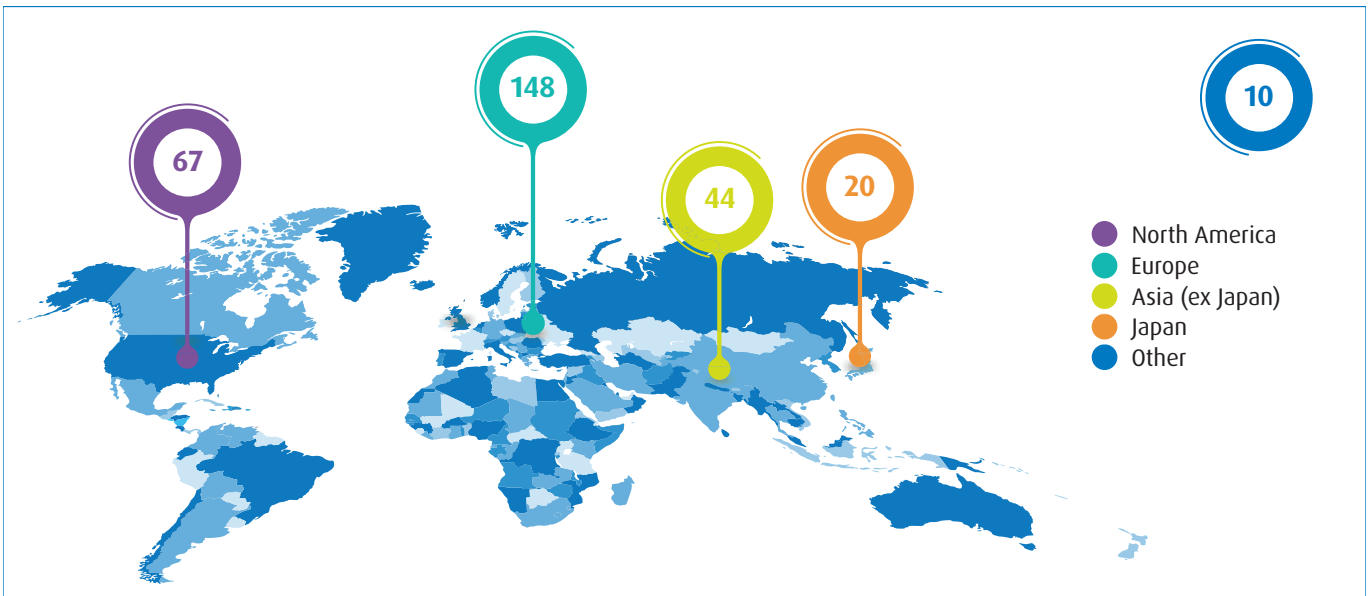 148
10
67
44
20
North America
Europe
Asia (ex Japan)
Japan
Other